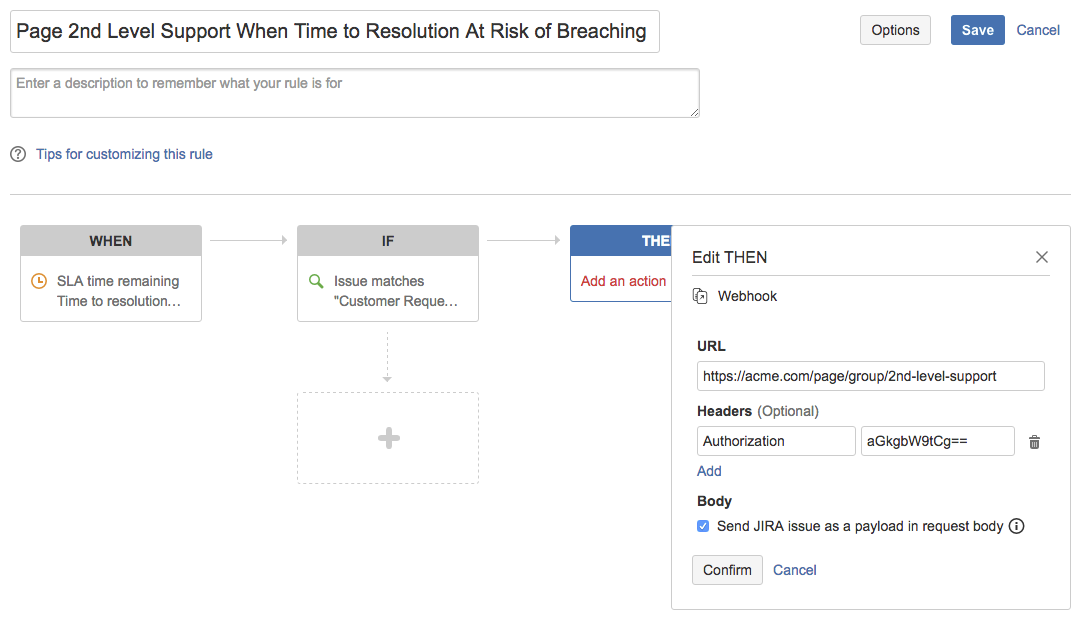 Page 2nd Level Support When Time to Resolution At Risk of Breaching
Options
Save
Cancel
Enter a description to remember what your rule is for
Tips for customizing this rule
WHEN
SLA time remaining
Time to resolution...
IF
Issue matches
"Customer Reque...
THE
Add an action
Edit THEN
Webhook
URL
https://acme.com/page/group/2nd-level-support
Headers (Optional)
Authorization aGkgbW9tCg==
Add
Body
Send JIRA issue as a payload in request body
Confirm Cancel